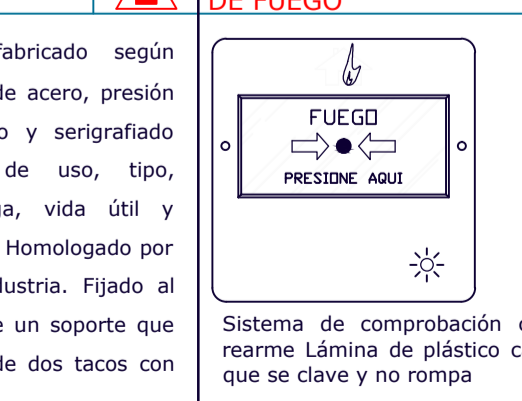 DE FUEGO
fabricado según
de acero, presión
y serigrafiado
de uso, tipo,
vida útil y
Homologado por
Fijado al
un soporte que
de dos tacos con
FUEGO
PRESIONE AQUI
Sistema de comprobación
rearme Lámina de plástico
que se clave y no rompa